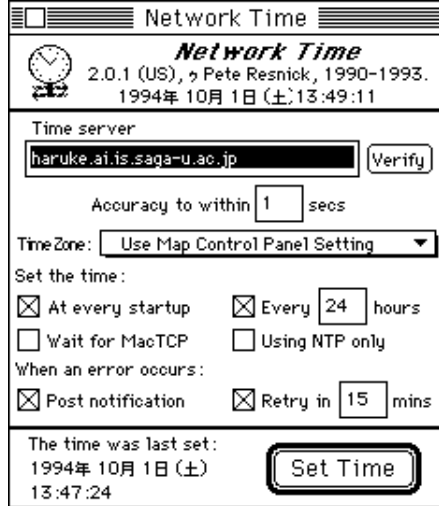 Network Time
Network Time
2.0.1 (US), ｩ Pete Resnick, 1990-1993.
1994年 10月 1日 (土)13:49:11
Time server
haruke.ai.is.saga-u.ac.jp
Verify
Accuracy to within 1 secs
Time Zone: Use Map Control Panel Setting
Set the time:
At every startup Every 24 hours
Wait for MacTCP Using NTP only
When an error occurs:
Post notification Retry in 15 mins
The time was last set:
1994年 10月 1日 (土)
13:47:24
Set Time